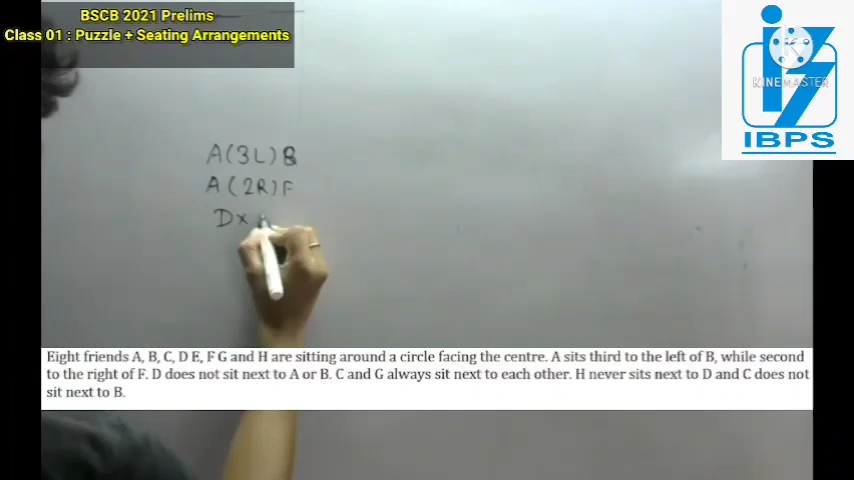 BSCB 2021 Prelims
Class 01 : Puzzle + Seating Arrangements
KINEMASTER
IBPS
A (3L) B
A (2R) F
D x
Eight friends A, B, C, D E, F G and H are sitting around a circle facing the centre. A sits third to the left of B, while second
to the right of F. D does not sit next to A or B. C and G always sit next to each other. H never sits next to D and C does not
sit next to B.